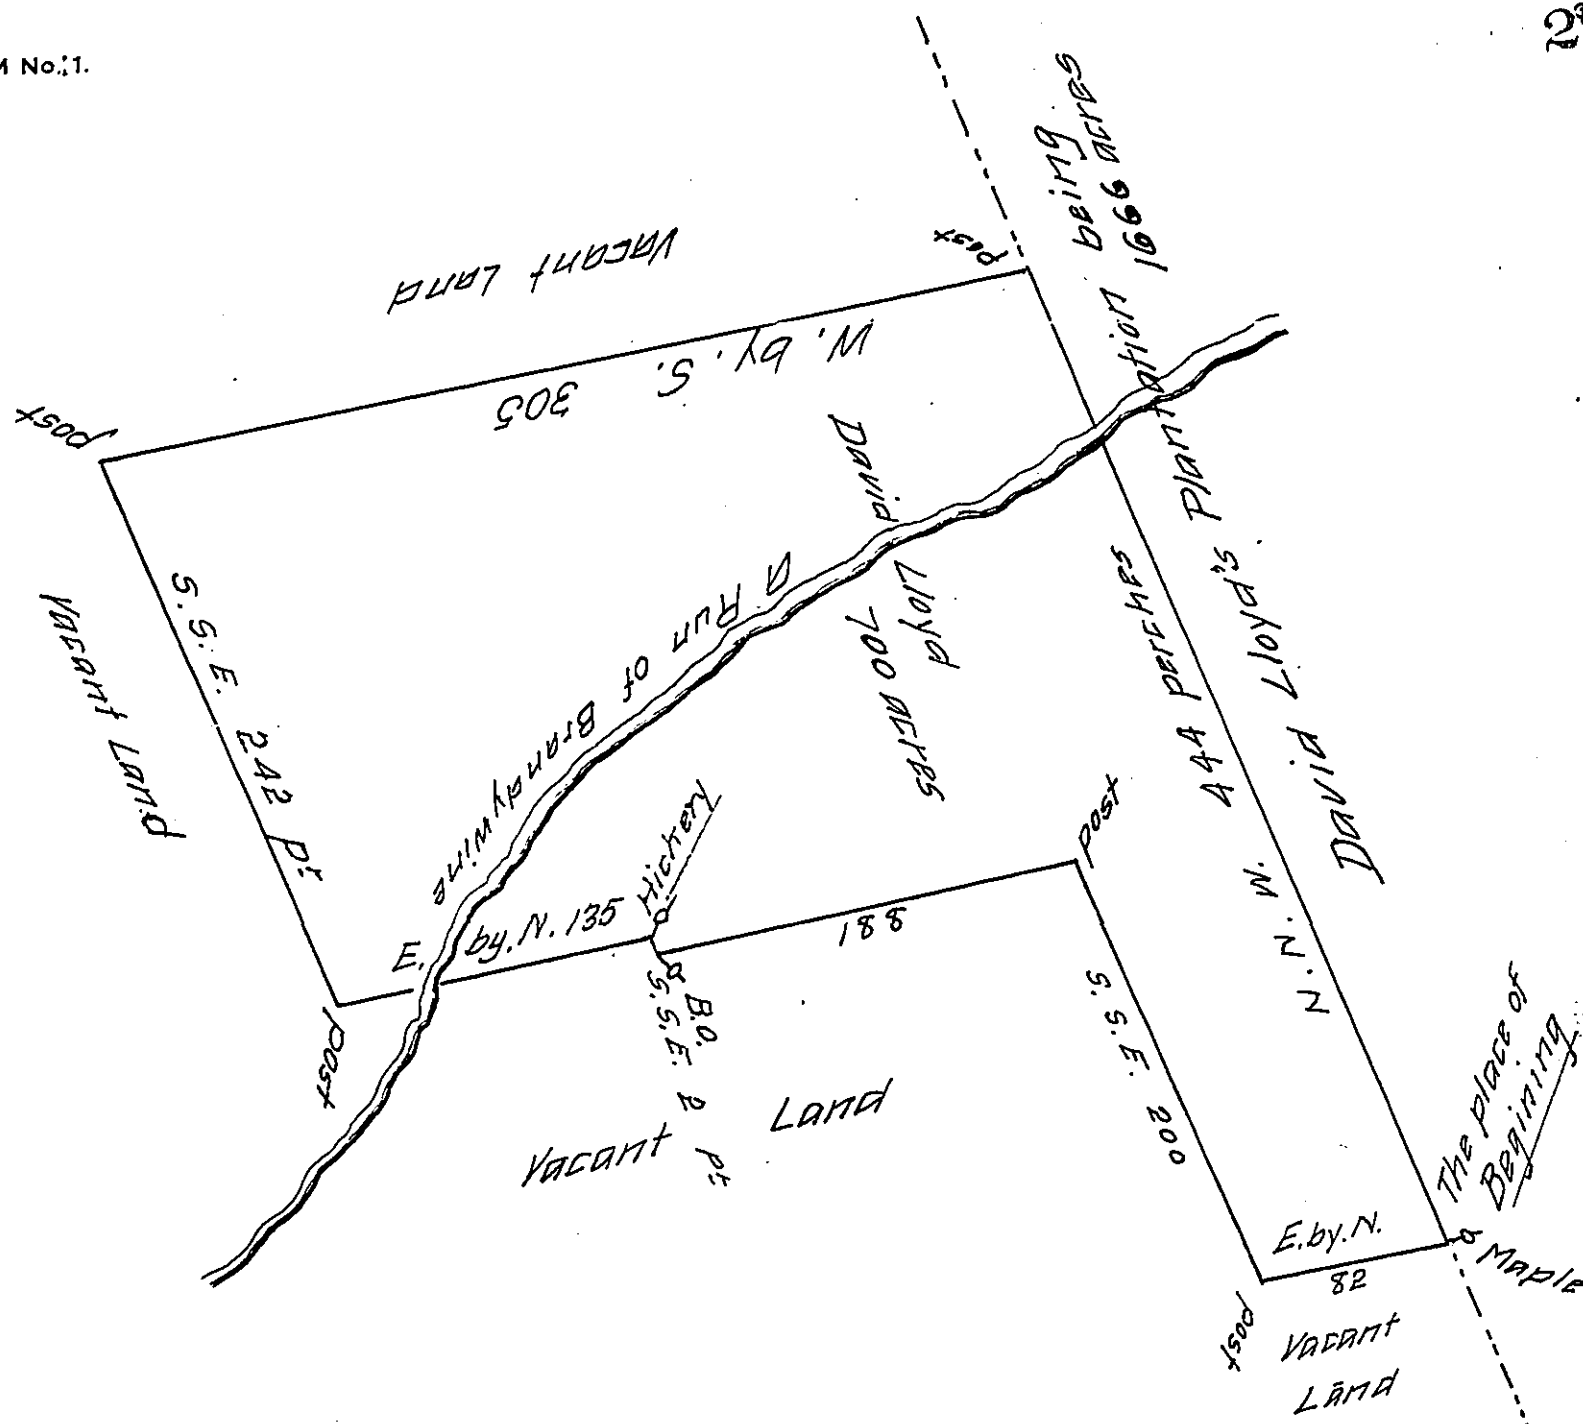 No. 1.
being
1666 acres
David Lloyd's Plantation
post
Vacant Land
W. by. S.
305
post
Vacant Land
S. S. E. 242 pr
a Run of Brandywine
David
Lloyd
700 acres
N. N. W. 444 perches
Hickery
E. by. N. 135
post
188
post
B.O.
S.S.E. 2 pr
Vacant Land
S. S. E. 200
The place of
Begining
Maple
E. by. N.
82
post
Vacant
Land